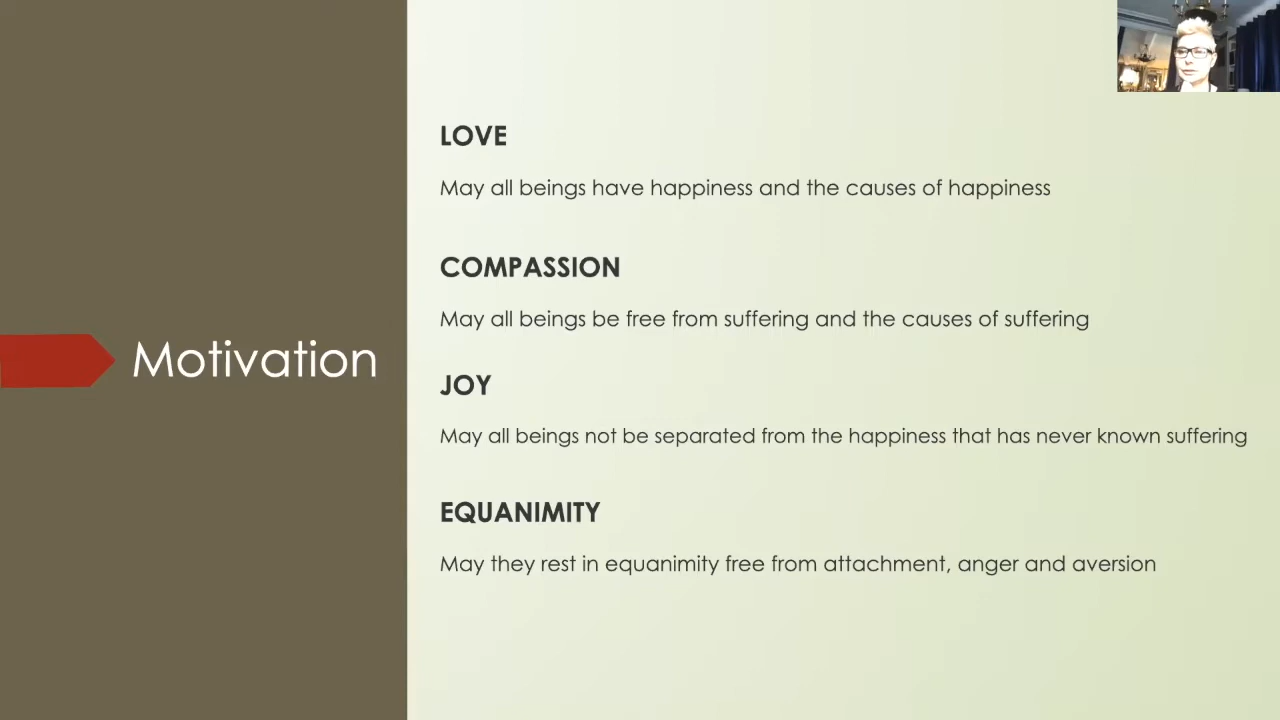 Motivation
LOVE
May all beings have happiness and the causes of happiness
COMPASSION
May all beings be free from suffering and the causes of suffering
JOY
May all beings not be separated from the happiness that has never known suffering
EQUANIMITY
May they rest in equanimity free from attachment, anger and aversion